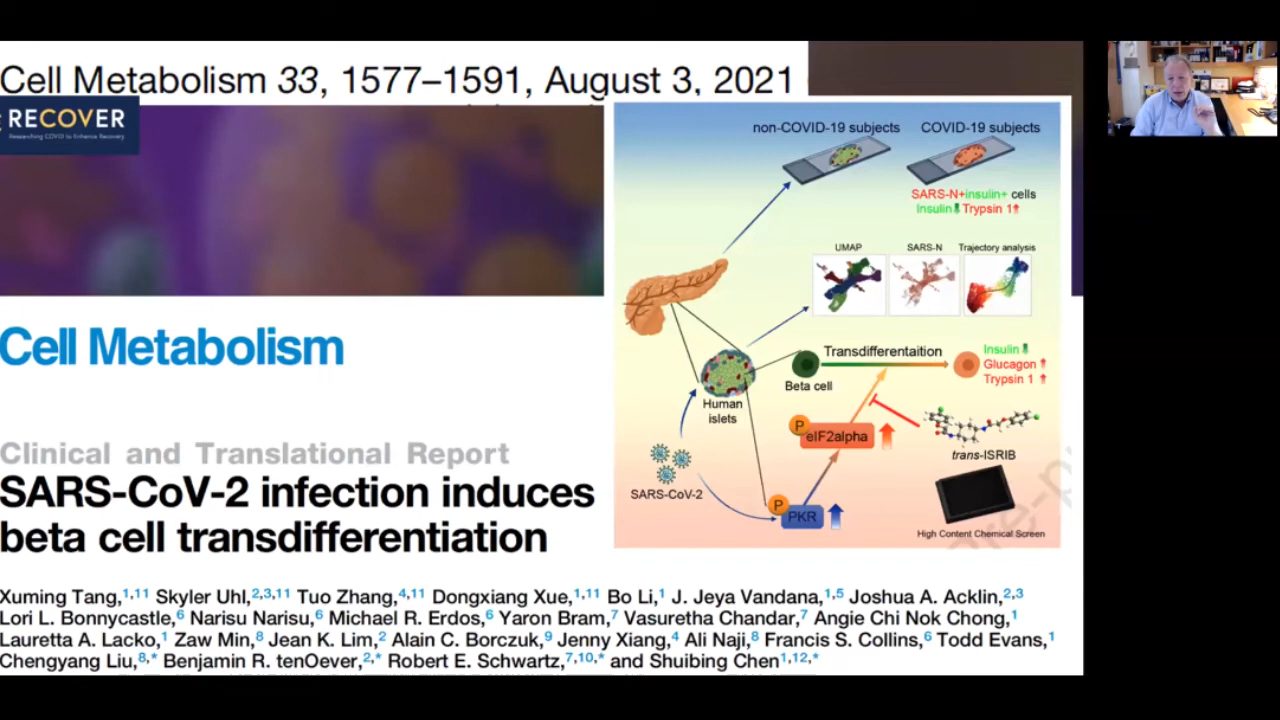 Cell Metabolism 33, 1577–1591, August 3, 2021
RECOVER
Researching COVID to Enhance Recovery
non-COVID-19 subjects
COVID-19 subjects
SARS-N+insulin+ cells
Insulin Trypsin 1
UMAP
SARS-N
Trajectory analysis
Transdifferentaition
Beta cell
Insulin
Glucagon
Trypsin 1
Human
islets
P
eIF2alpha
trans-ISRIB
SARS-CoV-2
P
PKR
High Content Chemical Screen
Cell Metabolism
Clinical and Translational Report
SARS-CoV-2 infection induces
beta cell transdifferentiation
Xuming Tang,1,11 Skyler Uhl,2,3,11 Tuo Zhang,4,11 Dongxiang Xue,1,11 Bo Li,1 J. Jeya Vandana,1,5 Joshua A. Acklin,2,3
Lori L. Bonnycastle,6 Narisu Narisu,6 Michael R. Erdos,6 Yaron Bram,7 Vasuretha Chandar,7 Angie Chi Nok Chong,1
Lauretta A. Lacko,1 Zaw Min,8 Jean K. Lim,2 Alain C. Borczuk,9 Jenny Xiang,4 Ali Naji,8 Francis S. Collins,6 Todd Evans,1
Chengyang Liu,8,* Benjamin R. tenOever,2,* Robert E. Schwartz,7,10,* and Shuibing Chen1,12,*